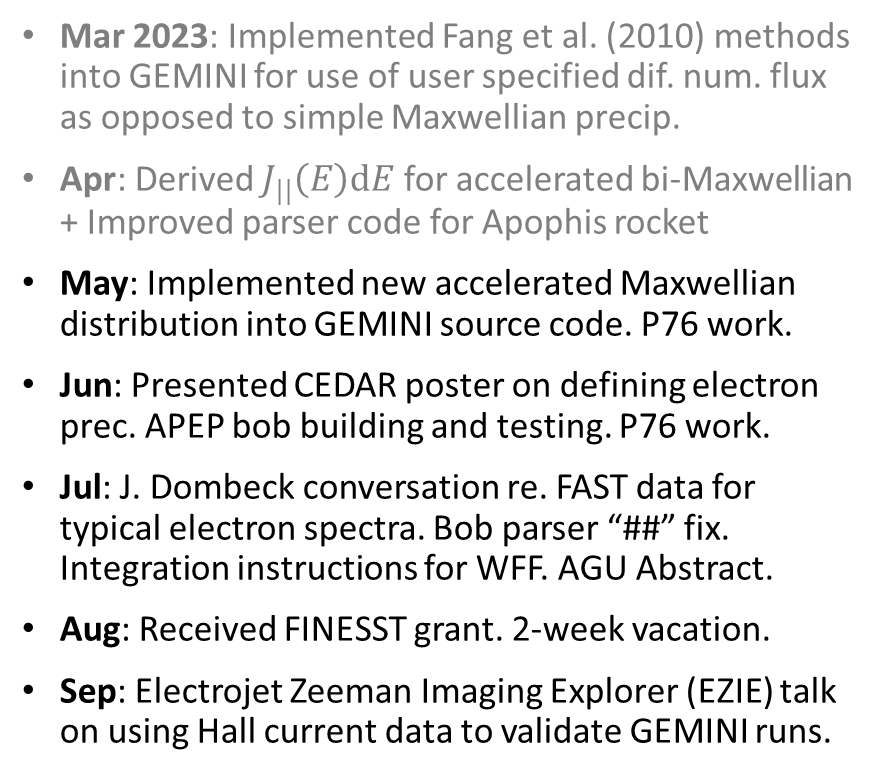 • Mar 2023: Implemented Fang et al. (2010) methods
into GEMINI for use of user specified dif. num. flux
as opposed to simple Maxwellian precip.
• Apr: Derived J||(E)dE for accelerated bi-Maxwellian
+ Improved parser code for Apophis rocket
• May: Implemented new accelerated Maxwellian
distribution into GEMINI source code. P76 work.
• Jun: Presented CEDAR poster on defining electron
prec. APEP bob building and testing. P76 work.
• Jul: J. Dombeck conversation re. FAST data for
typical electron spectra. Bob parser “##” fix.
Integration instructions for WFF. AGU Abstract.
• Aug: Received FINESST grant. 2-week vacation.
• Sep: Electrojet Zeeman Imaging Explorer (EZIE) talk
on using Hall current data to validate GEMINI runs.